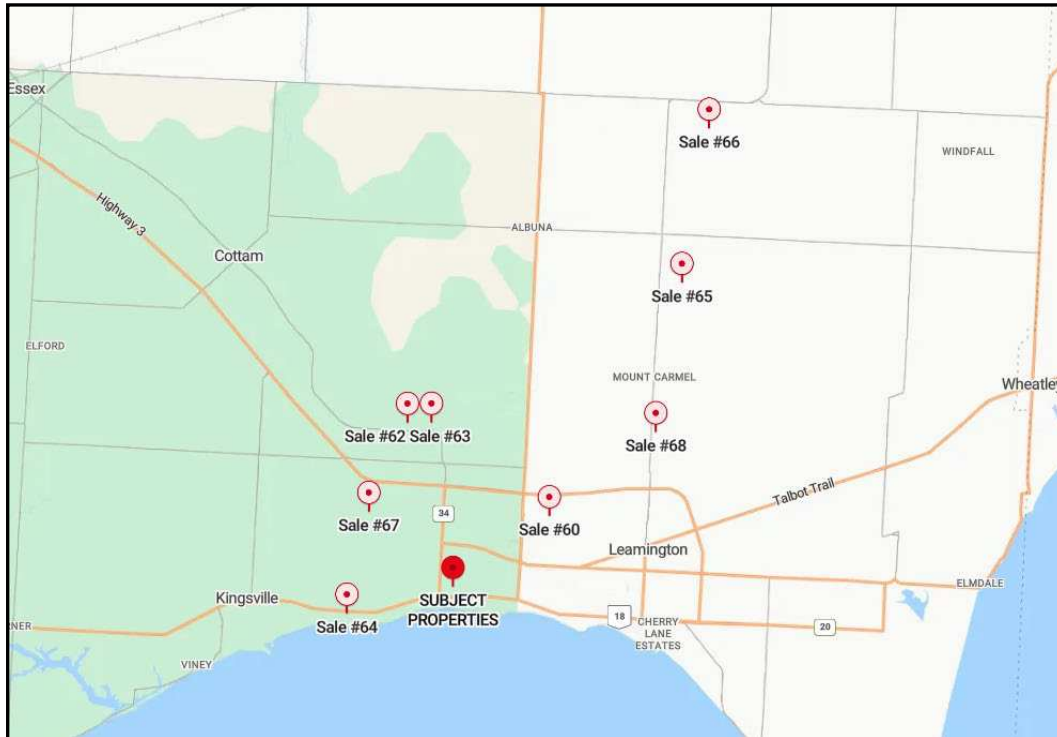 Essex
Sale #66
WINDFALL
Highway 3
ALBUNA
Cottam
Sale #65
ELFORD
MOUNT CARMEL
Wheatley
Sale #62
Sale #63
Sale #68
Talbot Trail
Sale #67
34
Sale #60
Leamington
SUBJECT
PROPERTIES
ELMDALE
Kingsville
Sale #64
18
CHERRY
LANE
ESTATES
20
RNER
VINEY